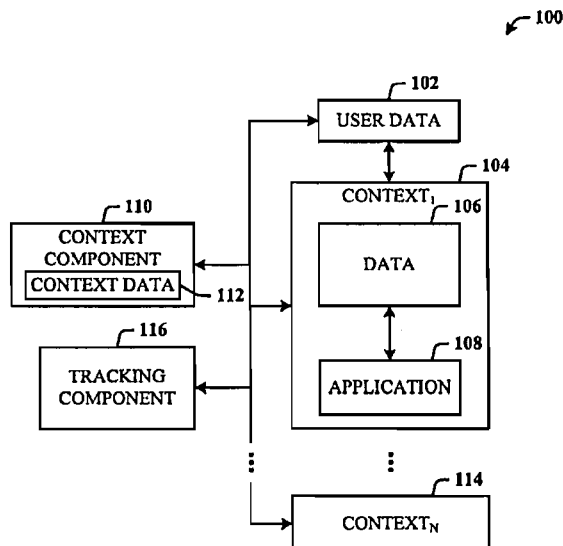 100
102
USER DATA
104
CONTEXT1
106
DATA
108
APPLICATION
110
CONTEXT
COMPONENT
CONTEXT DATA
112
116
TRACKING
COMPONENT
114
CONTEXTN